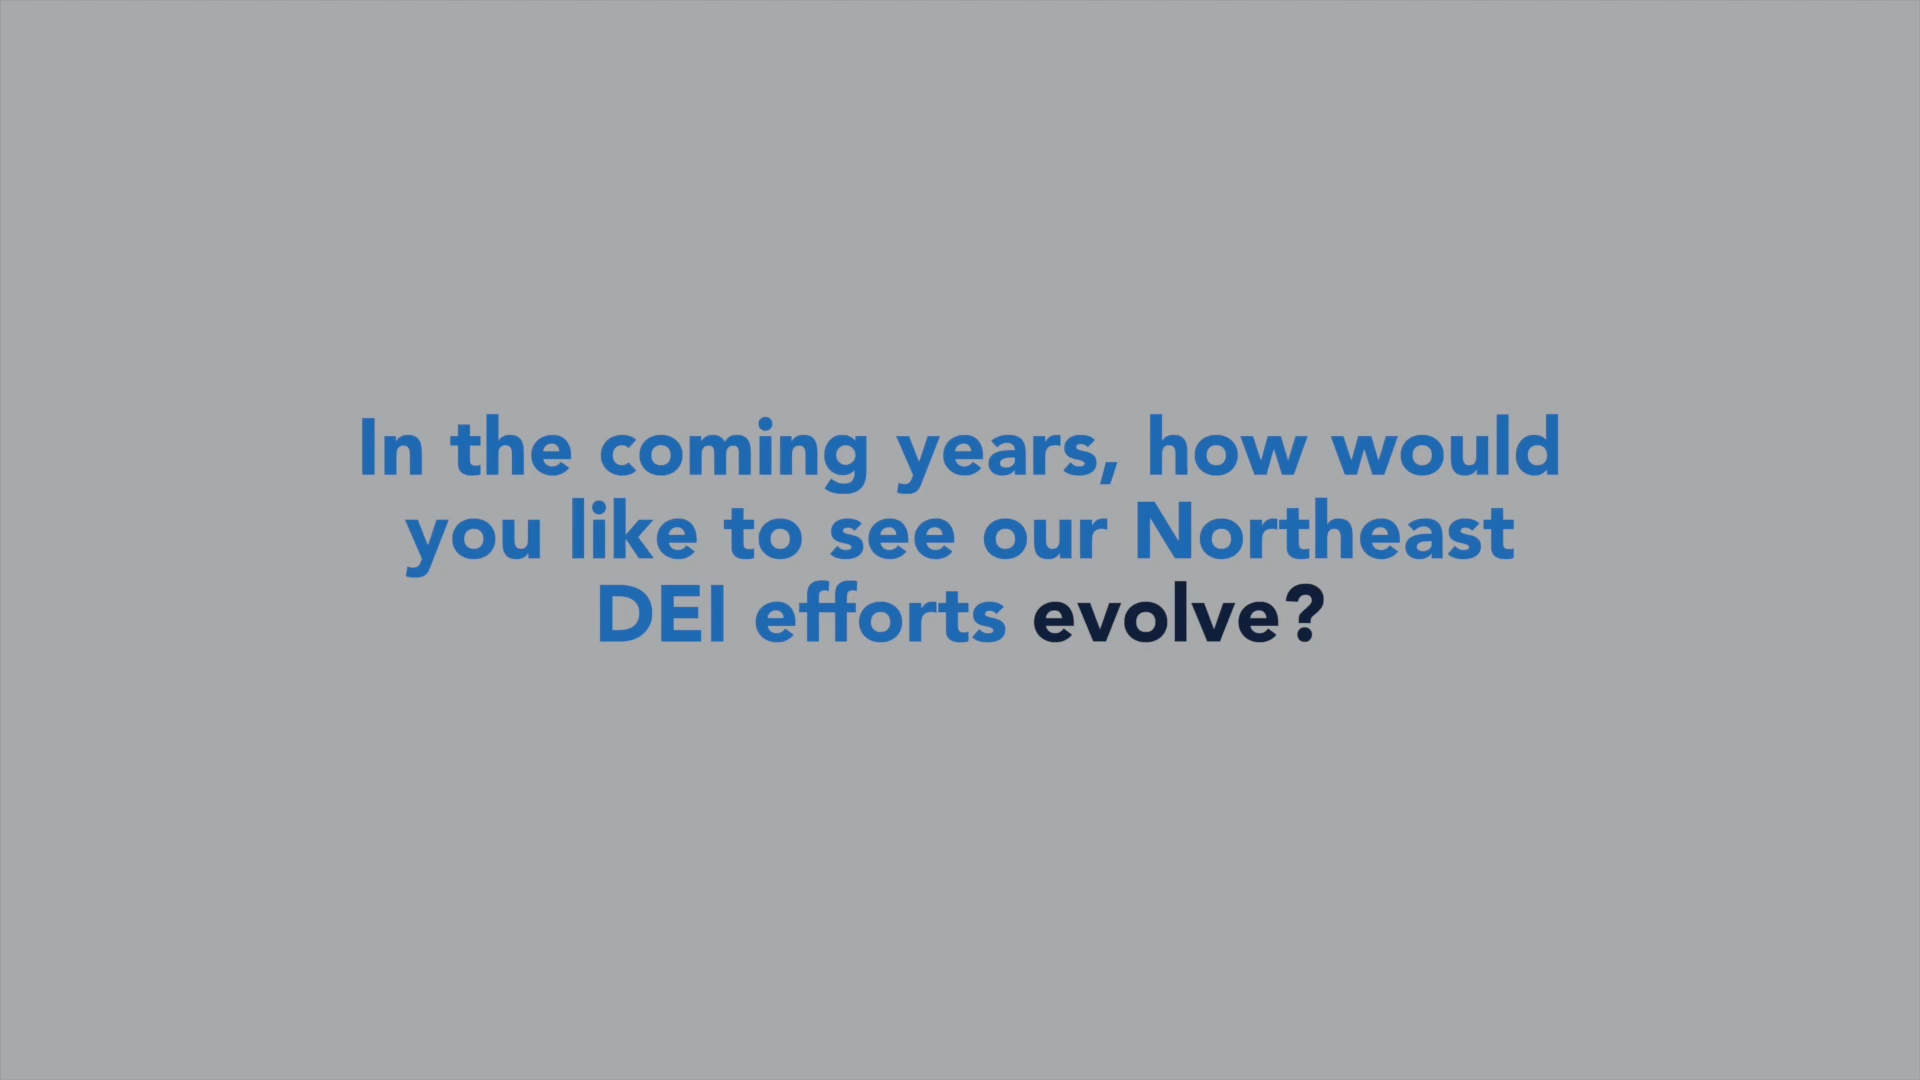 In the coming years, how would
you like to see our Northeast
DEI efforts evolve?